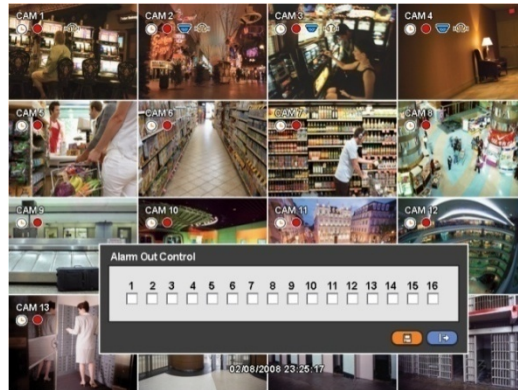 CAM 1
CAM 2
CAM 3
CAM 4
CAM 5
CAM 6
CAM 7
CAM 8
CAM 9
CAM 10
CAM 11
CAM 12
Alarm Out Control
1 2 3 4 5 6 7 8 9 10 11 12 13 14 15 16
CAM 13
02/08/2008 23:25:17